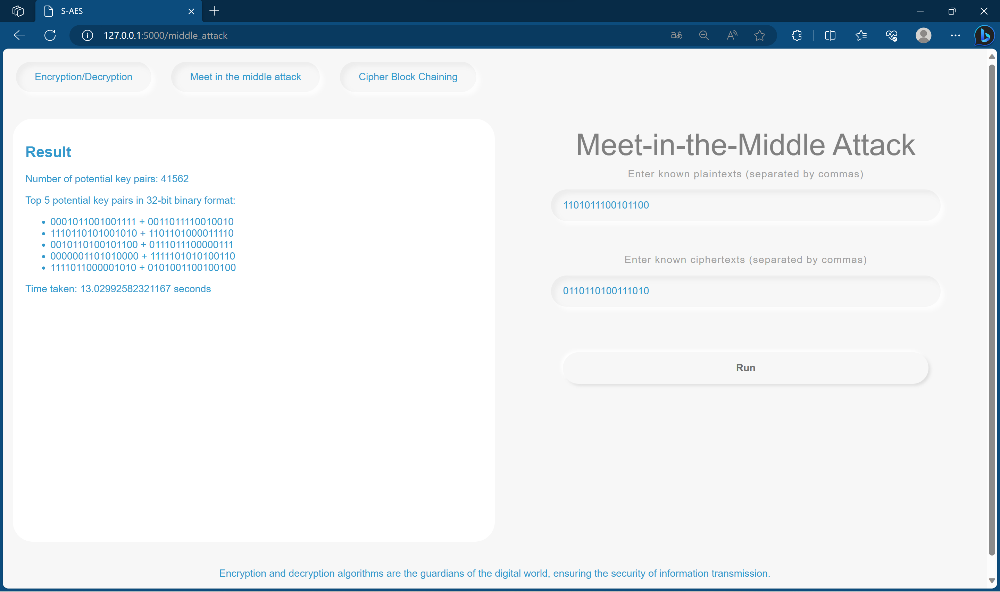 S-AES
127.0.0.1:5000/middle_attack
aあ
Encryption/Decryption
Meet in the middle attack
Cipher Block Chaining
Result
Number of potential key pairs: 41562
Top 5 potential key pairs in 32-bit binary format:
• 0001011001001111 + 0011011110010010
• 1110110101001010 + 1101101000011110
• 0010110100101100 + 0111011100000111
• 0000001101010000 + 1111101010100110
• 1111011000001010 + 0101001100100100
Time taken: 13.02992582321167 seconds
Meet-in-the-Middle Attack
Enter known plaintexts (separated by commas)
1101011100101100
Enter known ciphertexts (separated by commas)
0110110100111010
Run
Encryption and decryption algorithms are the guardians of the digital world, ensuring the security of information transmission.